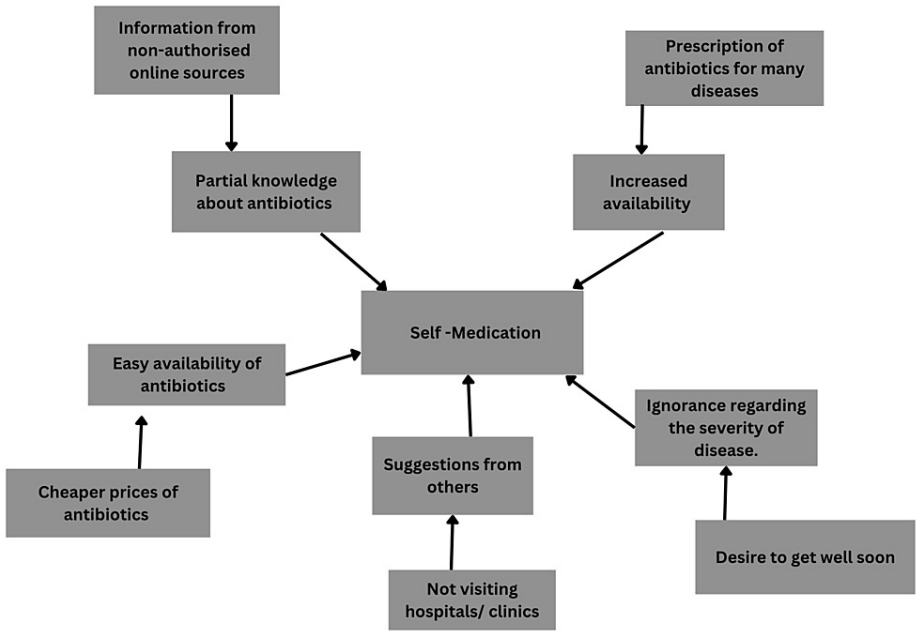 Information from
non-authorised
online sources
Prescription of
antibiotics for many
diseases
Partial knowledge
about antibiotics
Increased
availability
Self -Medication
Easy availability of
antibiotics
Ignorance regarding
the severity of
disease.
Suggestions from
others
Cheaper prices of
antibiotics
Desire to get well soon
Not visiting
hospitals/ clinics